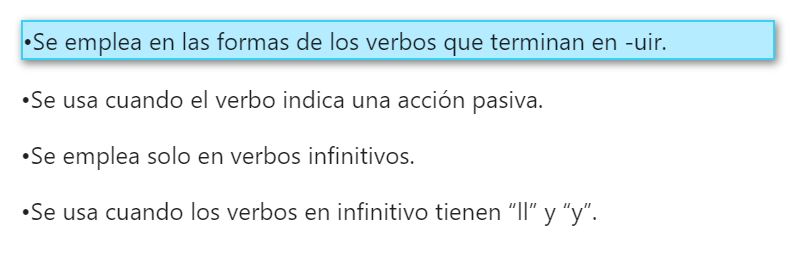 •Se emplea en las formas de los verbos que terminan en -uir.
•Se usa cuando el verbo indica una acción pasiva.
•Se emplea solo en verbos infinitivos.
•Se usa cuando los verbos en infinitivo tienen “ll” y “y”.